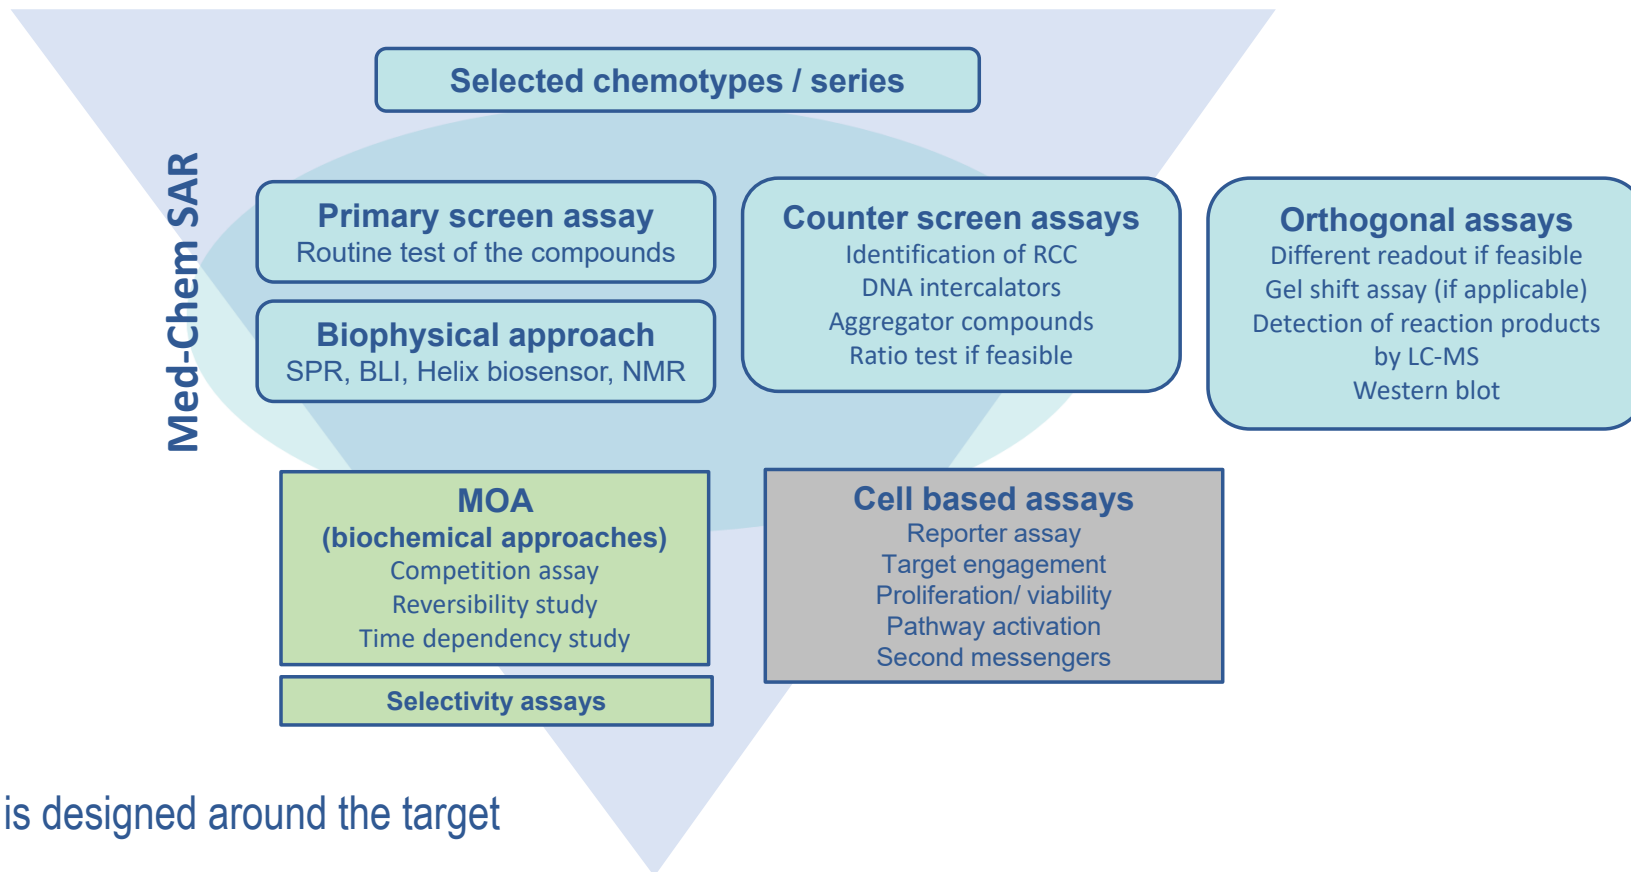 Selected chemotypes / series
Med-Chem SAR
Primary screen assay
Routine test of the compounds
Biophysical approach
SPR, BLI, Helix biosensor, NMR
Counter screen assays
Identification of RCC
DNA intercalators
Aggregator compounds
Ratio test if feasible
Orthogonal assays
Different readout if feasible
Gel shift assay (if applicable)
Detection of reaction products
by LC-MS
Western blot
MOA
(biochemical approaches)
Competition assay
Reversibility study
Time dependency study
Selectivity assays
Cell based assays
Reporter assay
Target engagement
Proliferation/ viability
Pathway activation
Second messengers
is designed around the target